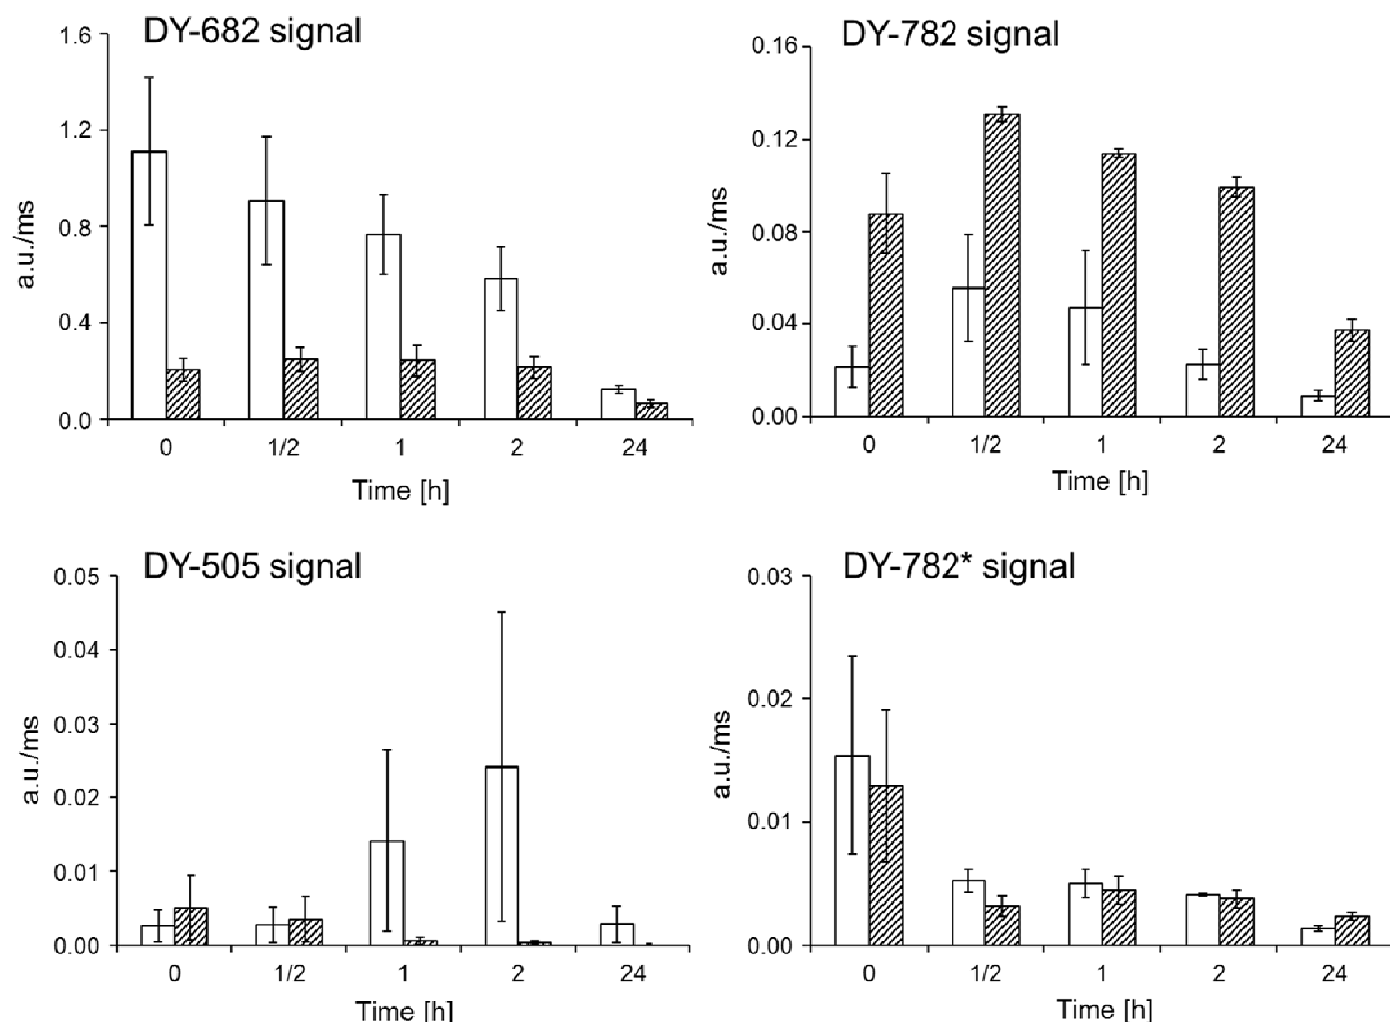 DY-682 signal
1.6
1.2
0.8
0.4
0.0
a.u./ms
0 1/2 1 2 24
Time [h]
DY-782 signal
0.16
0.12
0.08
0.04
0.00
a.u./ms
0 1/2 1 2 24
Time [h]
DY-505 signal
0.05
0.04
0.03
0.02
0.01
0.00
a.u./ms
0 1/2 1 2 24
Time [h]
DY-782* signal
0.03
0.02
0.01
0.00
a.u./ms
0 1/2 1 2 24
Time [h]